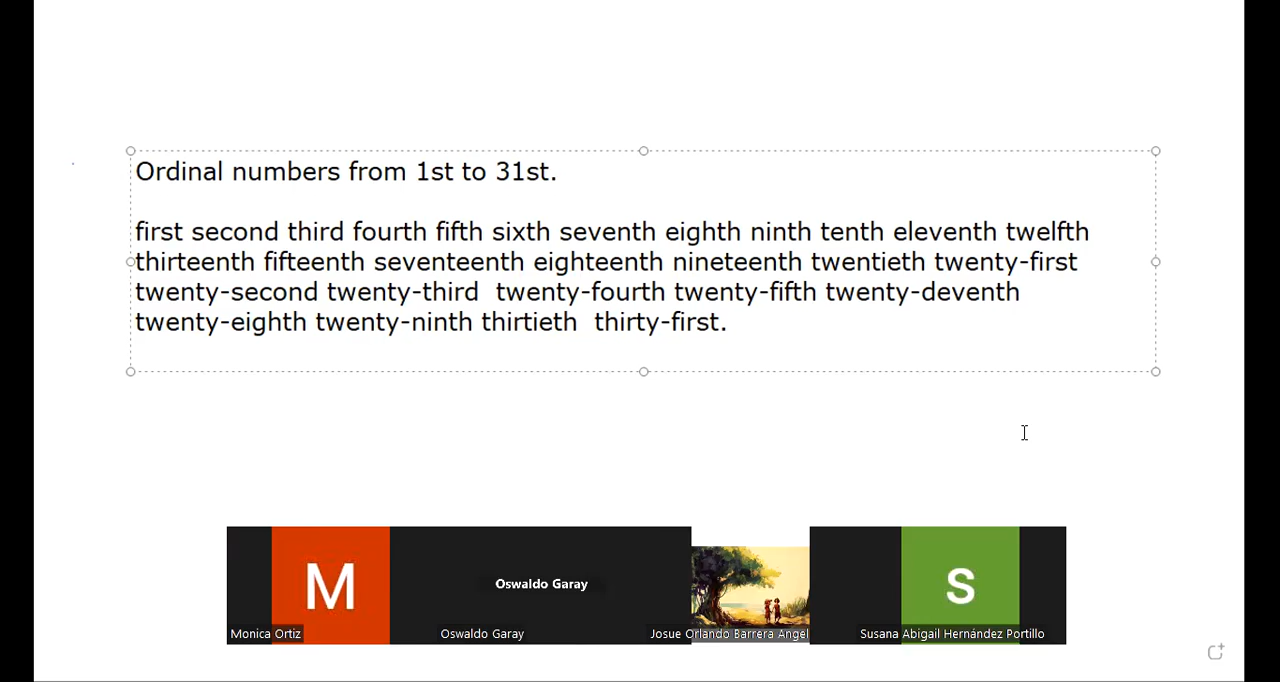 Ordinal numbers from 1st to 31st.
first second third fourth fifth sixth seventh eighth ninth tenth eleventh twelfth
thirteenth fifteenth seventeenth eighteenth nineteenth twentieth twenty-first
twenty-second twenty-third  twenty-fourth twenty-fifth twenty-deventh
twenty-eighth twenty-ninth thirtieth  thirty-first.
M
Oswaldo Garay
S
Monica Ortiz
Oswaldo Garay
Josue Orlando Barrera Angel
Susana Abigail Hernández Portillo